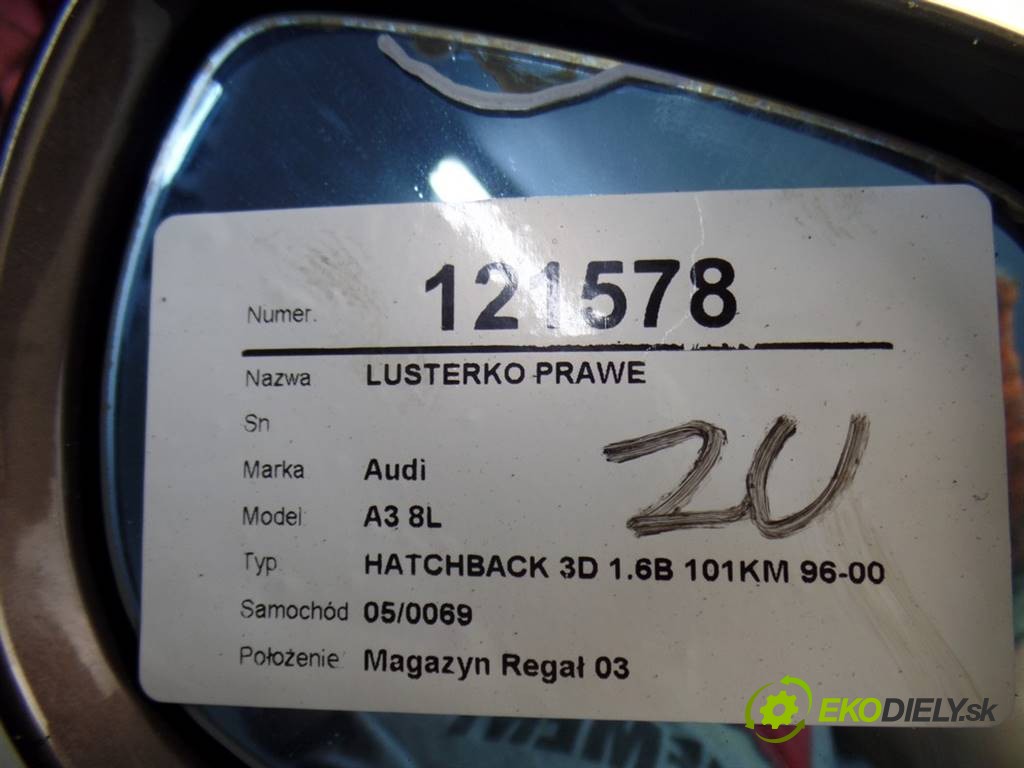 Numer. 121578
Nazwa LUSTERKO PRAWE
Sn
Marka Audi
Model A3 8L
Typ HATCHBACK 3D 1.6B 101KM 96-00
Samochód 05/0069
Położenie Magazyn Regał 03
ZU
EKODIELY.sk